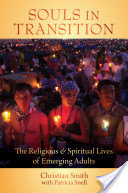 SOULS IN
TRANSITION
The Religious & Spiritual Lives
of Emerging Adults
Christian Smith
with Patricia Snell